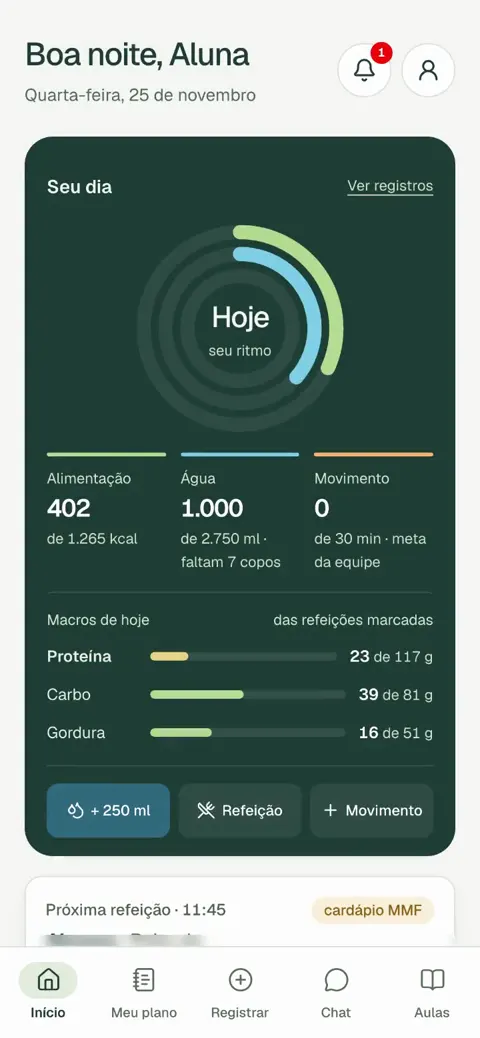 Boa noite, Aluna
1
Quarta-feira, 25 de novembro
Seu dia
Ver registros
Hoje
seu ritmo
Alimentação
402
de 1.265 kcal
Água
1.000
de 2.750 ml ·
faltam 7 copos
Movimento
0
de 30 min · meta
da equipe
Macros de hoje
das refeições marcadas
Proteína
23 de 117 g
Carbo
39 de 81 g
Gordura
16 de 51 g
+ 250 ml
Refeição
+ Movimento
Próxima refeição · 11:45
cardápio MMF
Início
Meu plano
Registrar
Chat
Aulas